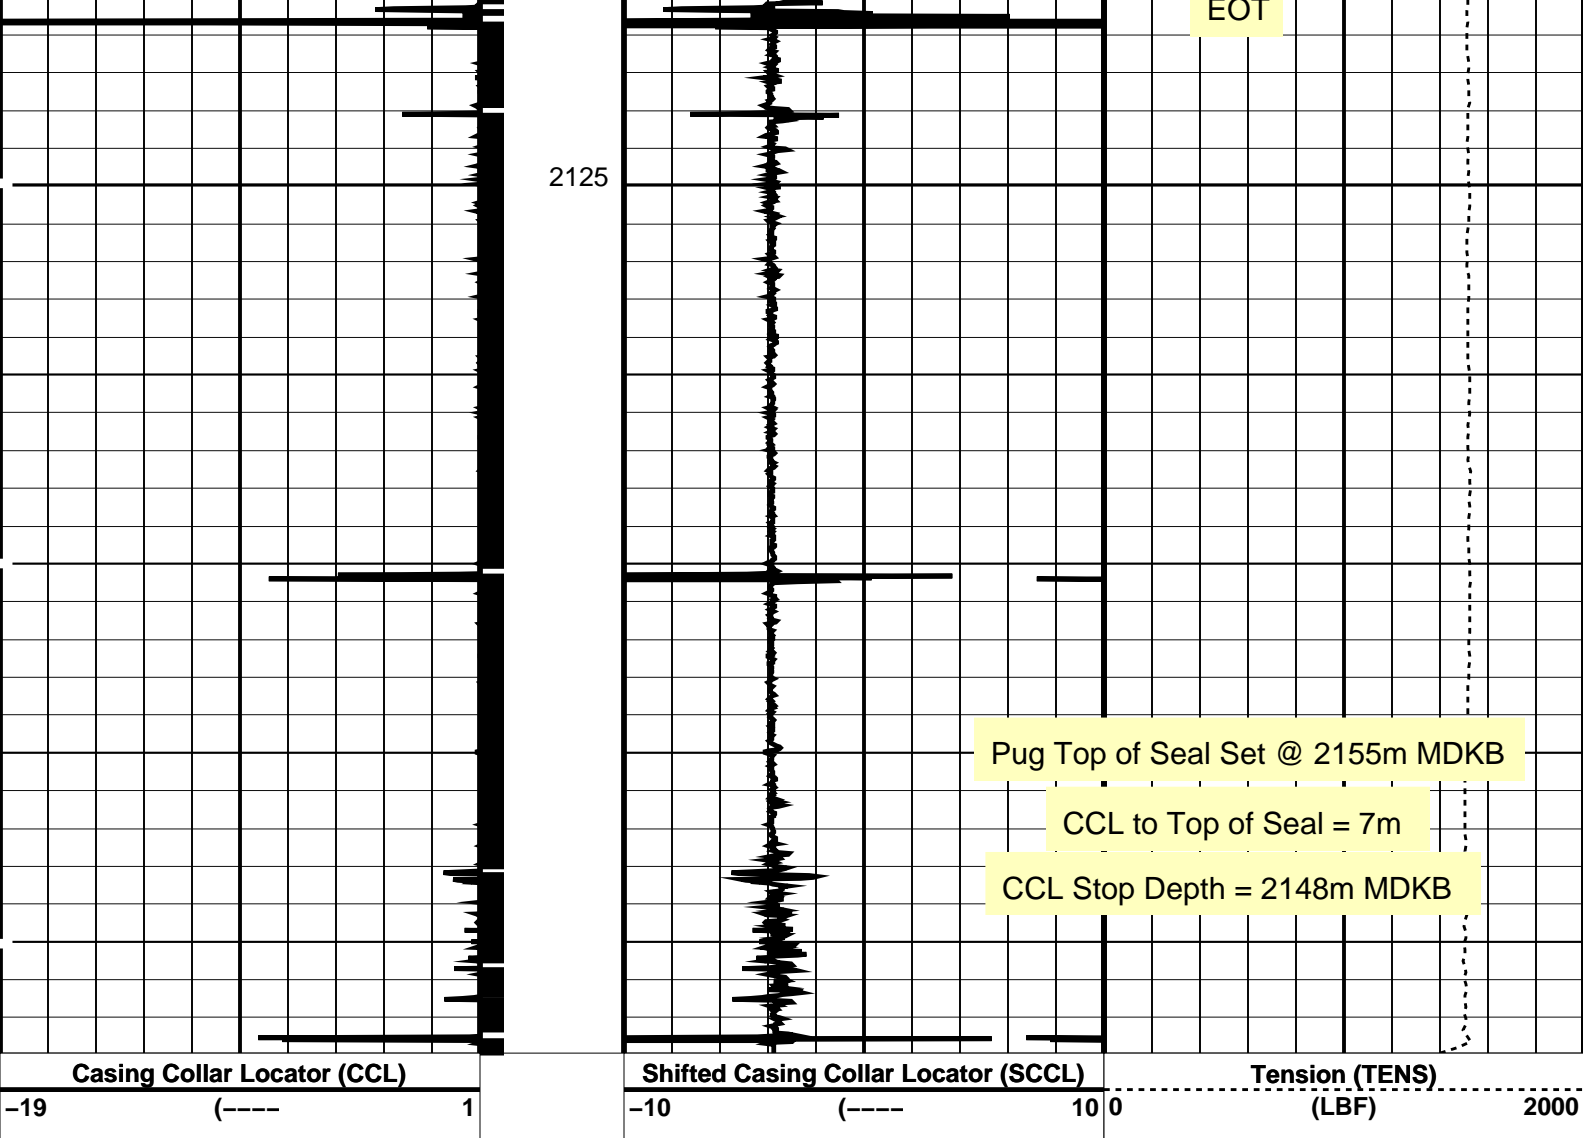 EOT
2125
Pug Top of Seal Set @ 2155m MDKB
CCL to Top of Seal = 7m
CCL Stop Depth = 2148m MDKB
Casing Collar Locator (CCL)
−19 (−−−− 1
Shifted Casing Collar Locator (SCCL)
−10 (−−−− 10
Tension (TENS)
0 (LBF) 2000